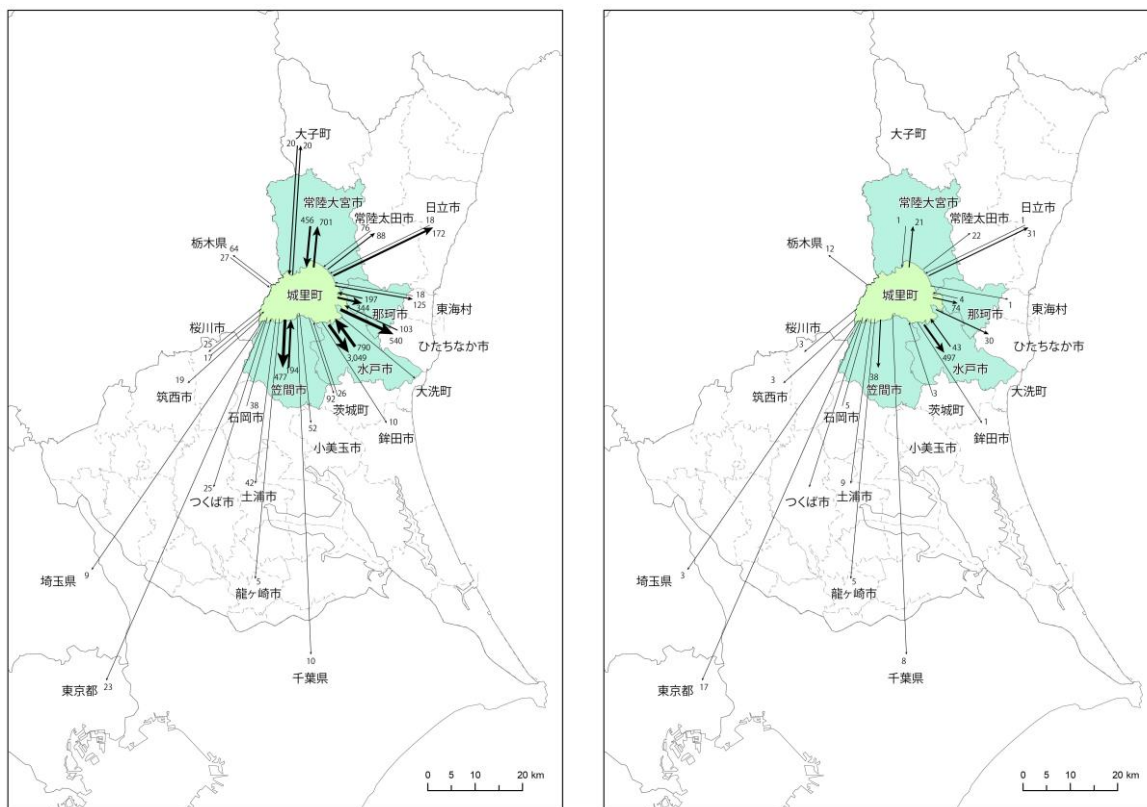 大子町
20
20
常陸大宮市
456
701
常陸太田市
76
88
日立市
18
172
栃木県
64
27
城里町
197
344
那珂市
18
125
東海村
103
540
ひたちなか市
790
3,049
水戸市
大洗町
桜川市
25
17
19
筑西市
477
94
笠間市
38
石岡市
92
26
茨城町
52
小美玉市
10
鉾田市
25
つくば市
42
土浦市
5
龍ヶ崎市
埼玉県
9
10
千葉県
東京都
23
0 5 10 20 km
大子町
常陸大宮市
1
21
常陸太田市
22
日立市
1
31
栃木県
12
城里町
4
74
那珂市
1
東海村
30
ひたちなか市
43
497
水戸市
大洗町
桜川市
3
3
筑西市
38
笠間市
5
石岡市
3
茨城町
小美玉市
1
鉾田市
つくば市
9
土浦市
5
龍ヶ崎市
埼玉県
3
8
千葉県
東京都
17
0 5 10 20 km